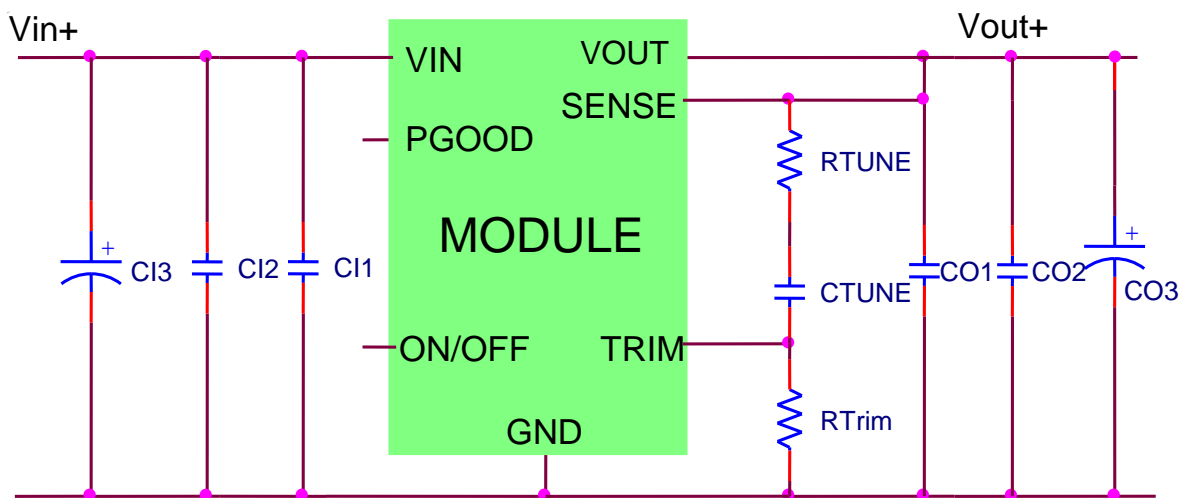 Vin+
Vout+
VIN
VOUT
SENSE
PGOOD
RTUNE
MODULE
+
CI3
CI2
CI1
CTUNE
CO1
CO2
+
CO3
ON/OFF
TRIM
RTrim
GND